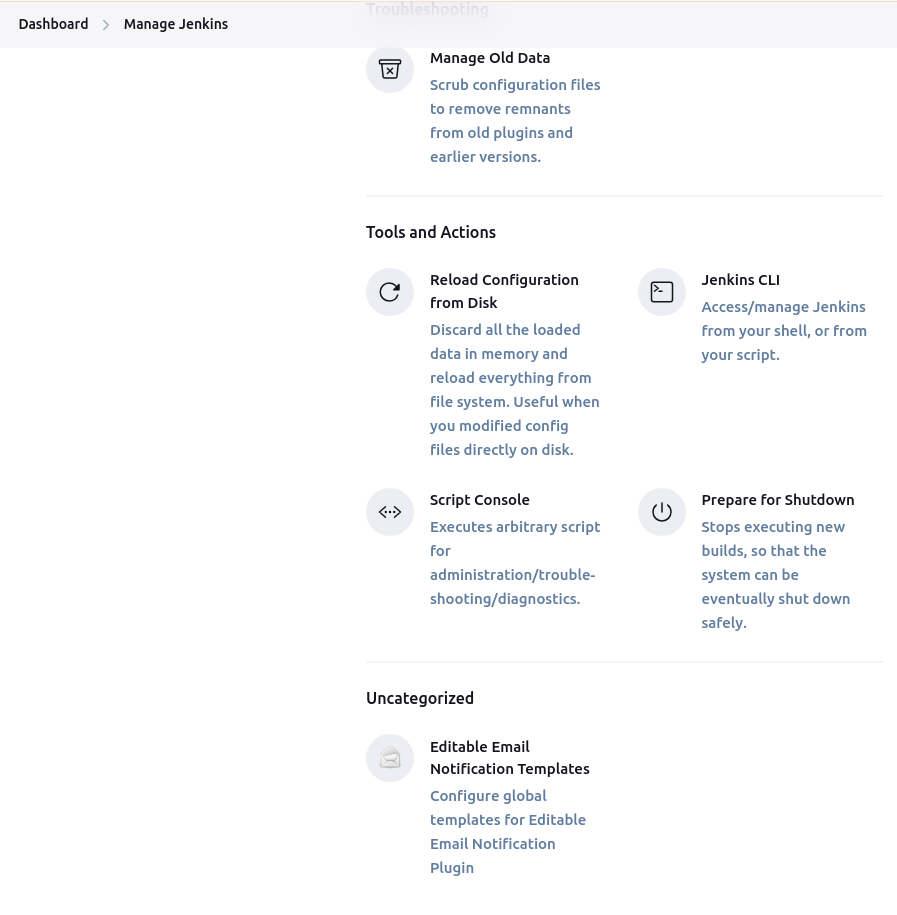 Troubleshooting
Dashboard > Manage Jenkins
Manage Old Data
Scrub configuration files
to remove remnants
from old plugins and
earlier versions.
Tools and Actions
Reload Configuration
from Disk
Discard all the loaded
data in memory and
reload everything from
file system. Useful when
you modified config
files directly on disk.
Jenkins CLI
Access/manage Jenkins
from your shell, or from
your script.
Script Console
Executes arbitrary script
for
administration/trouble-
shooting/diagnostics.
Prepare for Shutdown
Stops executing new
builds, so that the
system can be
eventually shut down
safely.
Uncategorized
Editable Email
Notification Templates
Configure global
templates for Editable
Email Notification
Plugin